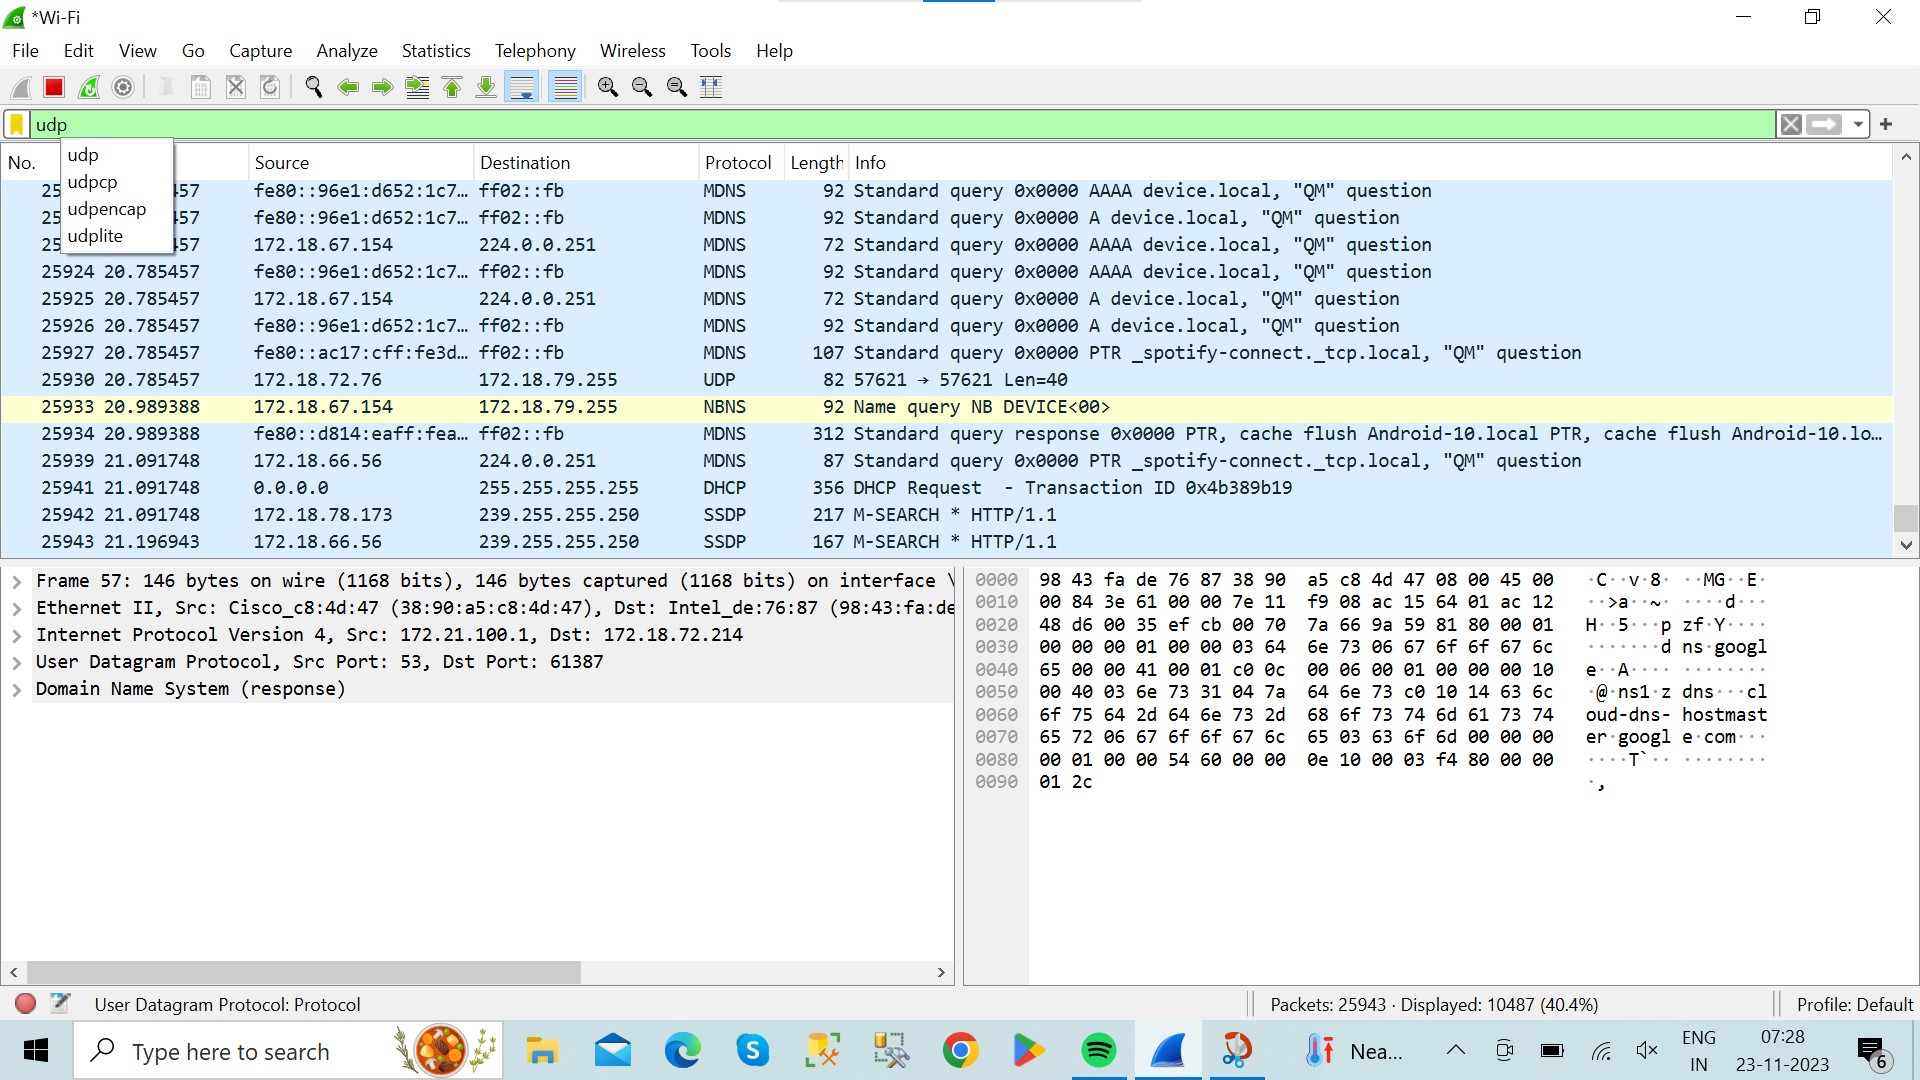 *Wi-Fi
File Edit View Go Capture Analyze Statistics Telephony Wireless Tools Help
udp
udp
udpcp
udpencap
udplite
No. Source Destination Protocol Length Info
25 457 fe80::96e1:d652:1c7… ff02::fb MDNS 92 Standard query 0x0000 AAAA device.local, "QM" question
25 457 fe80::96e1:d652:1c7… ff02::fb MDNS 92 Standard query 0x0000 A device.local, "QM" question
25 457 172.18.67.154 224.0.0.251 MDNS 72 Standard query 0x0000 AAAA device.local, "QM" question
25924 20.785457 fe80::96e1:d652:1c7… ff02::fb MDNS 92 Standard query 0x0000 AAAA device.local, "QM" question
25925 20.785457 172.18.67.154 224.0.0.251 MDNS 72 Standard query 0x0000 A device.local, "QM" question
25926 20.785457 fe80::96e1:d652:1c7… ff02::fb MDNS 92 Standard query 0x0000 A device.local, "QM" question
25927 20.785457 fe80::ac17:cff:fe3d… ff02::fb MDNS 107 Standard query 0x0000 PTR _spotify-connect._tcp.local, "QM" question
25930 20.785457 172.18.72.76 172.18.79.255 UDP 82 57621 → 57621 Len=40
25933 20.989388 172.18.67.154 172.18.79.255 NBNS 92 Name query NB DEVICE<00>
25934 20.989388 fe80::d814:eaff:fea… ff02::fb MDNS 312 Standard query response 0x0000 PTR, cache flush Android-10.local PTR, cache flush Android-10.lo…
25939 21.091748 172.18.66.56 224.0.0.251 MDNS 87 Standard query 0x0000 PTR _spotify-connect._tcp.local, "QM" question
25941 21.091748 0.0.0.0 255.255.255.255 DHCP 356 DHCP Request - Transaction ID 0x4b389b19
25942 21.091748 172.18.78.173 239.255.255.250 SSDP 217 M-SEARCH * HTTP/1.1
25943 21.196943 172.18.66.56 239.255.255.250 SSDP 167 M-SEARCH * HTTP/1.1
Frame 57: 146 bytes on wire (1168 bits), 146 bytes captured (1168 bits) on interface \
Ethernet II, Src: Cisco_c8:4d:47 (38:90:a5:c8:4d:47), Dst: Intel_de:76:87 (98:43:fa:de
Internet Protocol Version 4, Src: 172.21.100.1, Dst: 172.18.72.214
User Datagram Protocol, Src Port: 53, Dst Port: 61387
Domain Name System (response)
0000 98 43 fa de 76 87 38 90 a5 c8 4d 47 08 00 45 00 ·C··v·8· ··MG··E·
0010 00 84 3e 61 00 00 7e 11 f9 08 ac 15 64 01 ac 12 ··>a··~· ····d···
0020 48 d6 00 35 ef cb 00 70 7a 66 9a 59 81 80 00 01 H··5···p zf·Y····
0030 00 00 00 01 00 00 03 64 6e 73 06 67 6f 6f 67 6c ·······d ns·googl
0040 65 00 00 41 00 01 c0 0c 00 06 00 01 00 00 00 10 e··A···· ········
0050 00 40 03 6e 73 31 04 7a 64 6e 73 c0 10 14 63 6c ·@·ns1·z dns···cl
0060 6f 75 64 2d 64 6e 73 2d 68 6f 73 74 6d 61 73 74 oud-dns- hostmast
0070 65 72 06 67 6f 6f 67 6c 65 03 63 6f 6d 00 00 00 er·googl e·com···
0080 00 01 00 00 54 60 00 00 0e 10 00 03 f4 80 00 00 ····T`·· ········
0090 01 2c ·,
User Datagram Protocol: Protocol Packets: 25943 · Displayed: 10487 (40.4%) Profile: Default
Type here to search Nea... ENG IN 07:28 23-11-2023 6